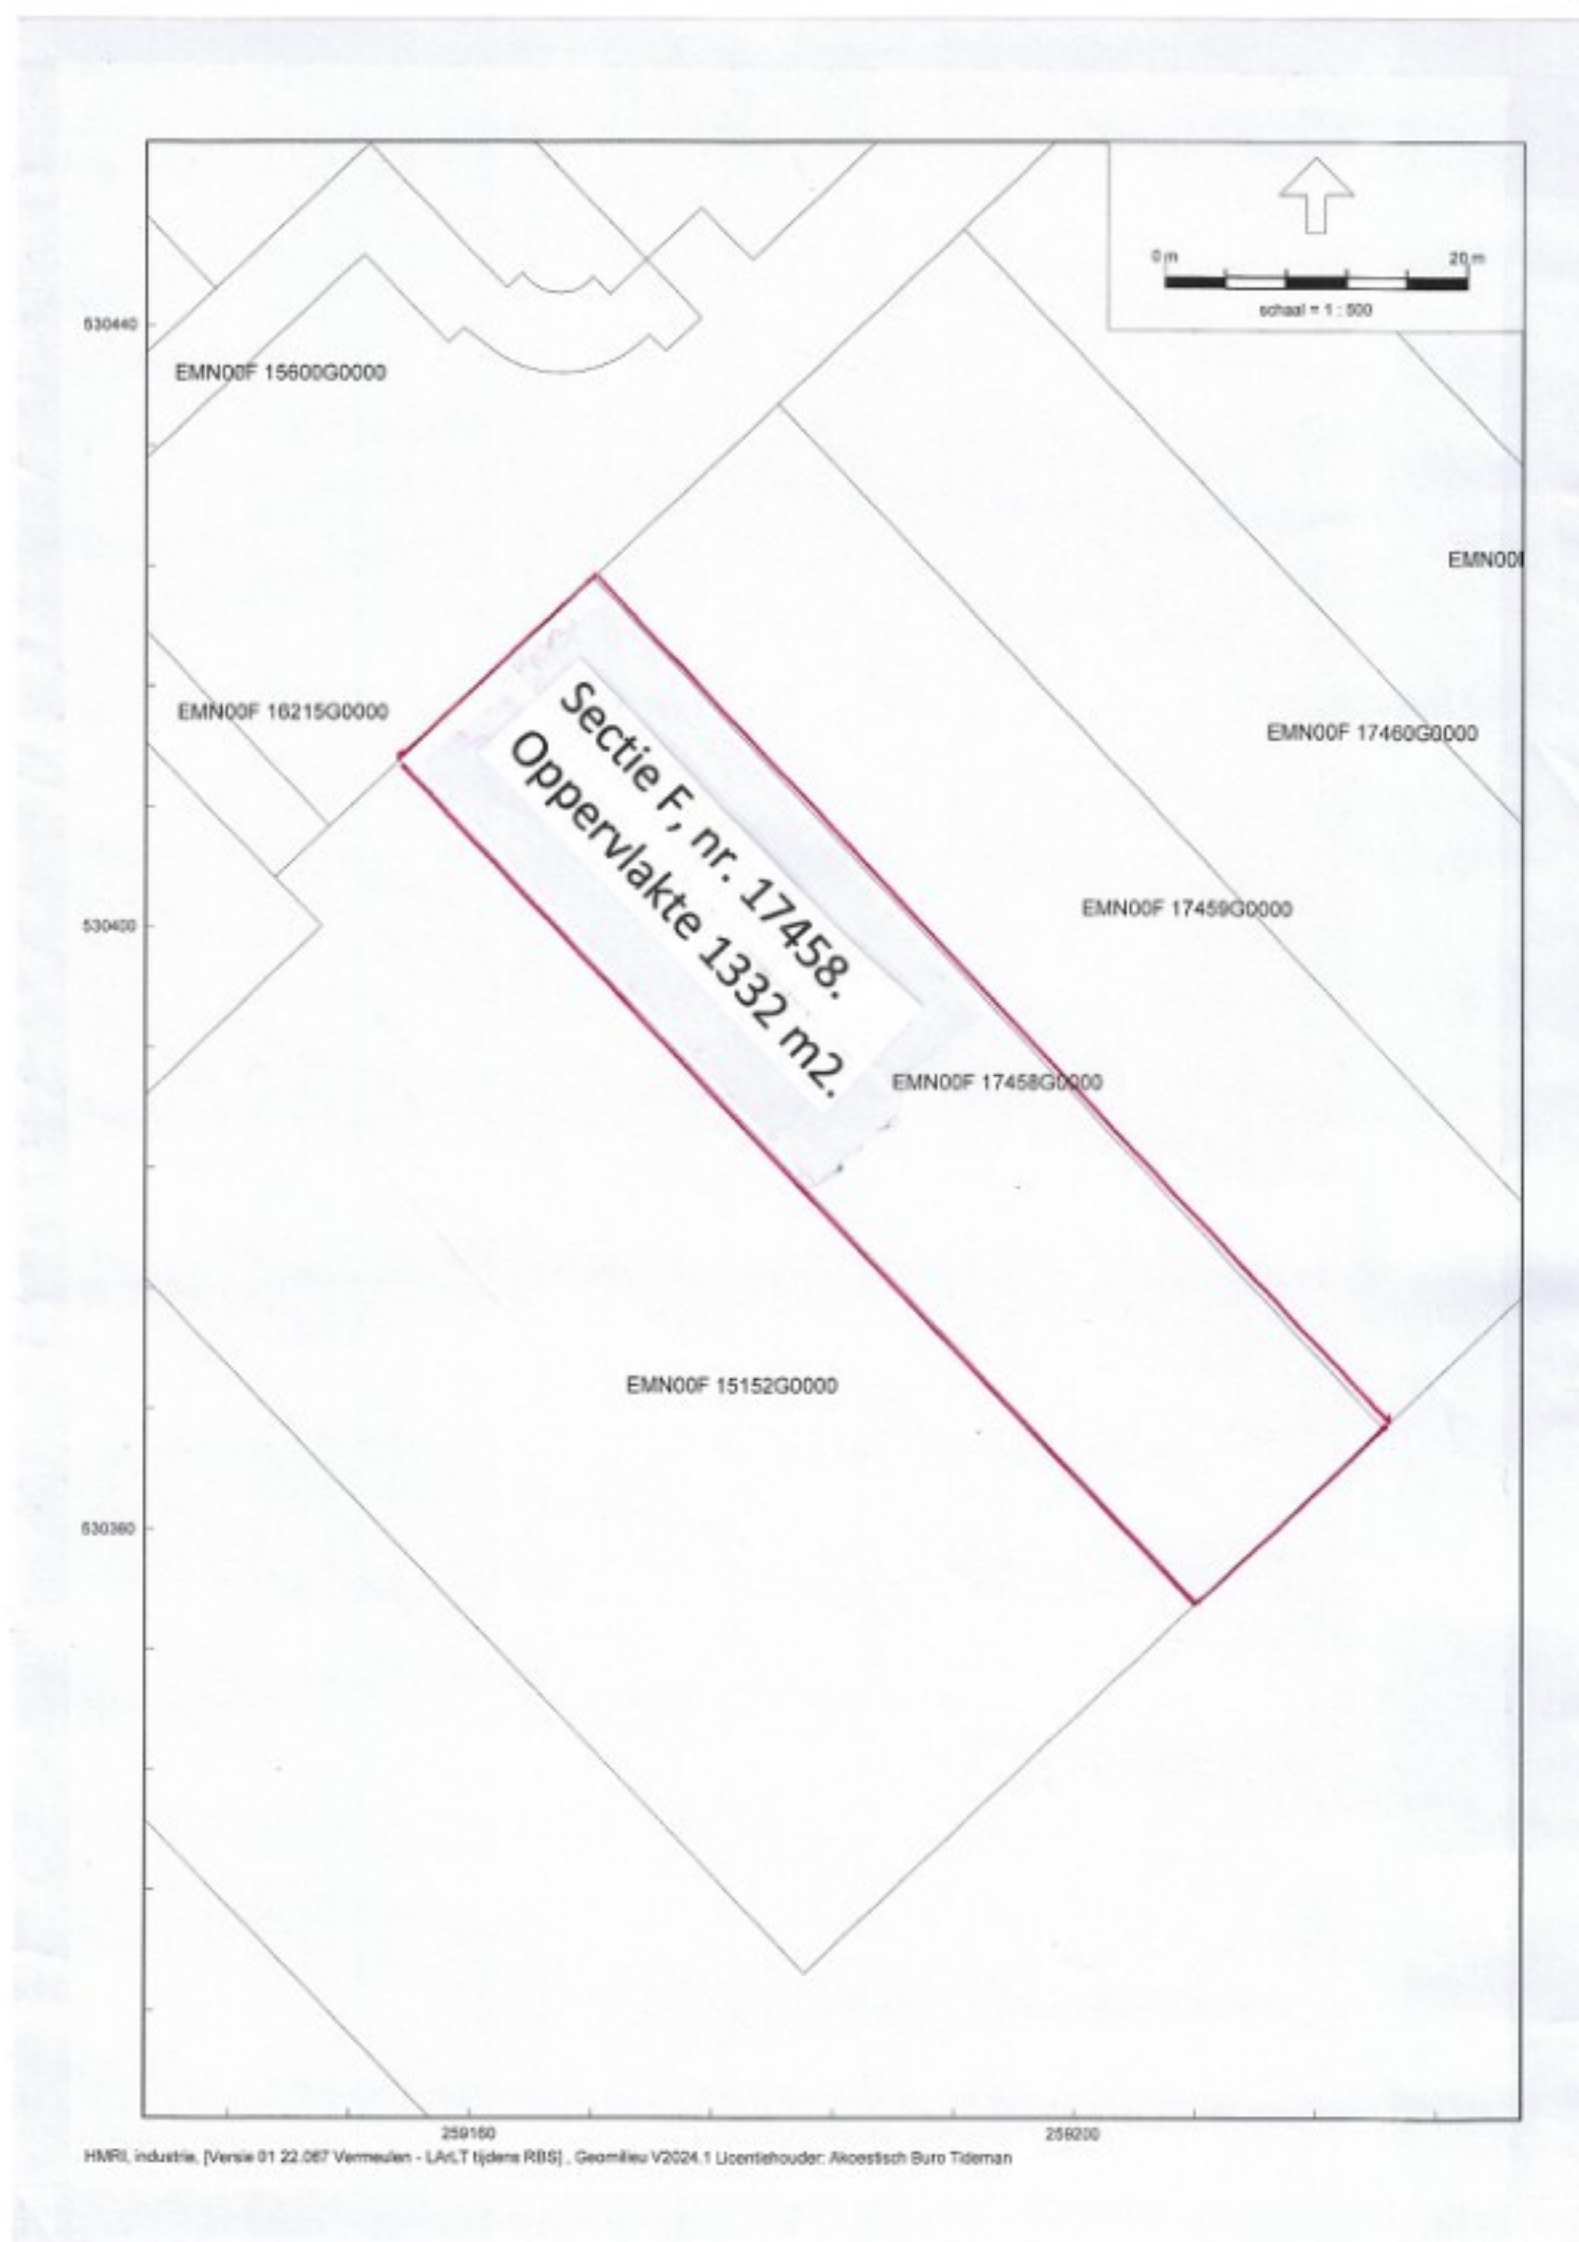 0 m 20 m
schaal = 1 : 500
530440
EMN00F 15600G0000
EMN00
EMN00F 16215G0000
EMN00F 17460G0000
Sectie F, nr. 17458.
Oppervlakte 1332 m2.
EMN00F 17459G0000
530400
EMN00F 17458G0000
EMN00F 15152G0000
530360
259160 259200
HMRI, industrie, [Versie 01 22.067 Vermeulen - LArLT tijdens RBS] , Geomilieu V2024.1 Licentiehouder: Akoestisch Buro Tideman